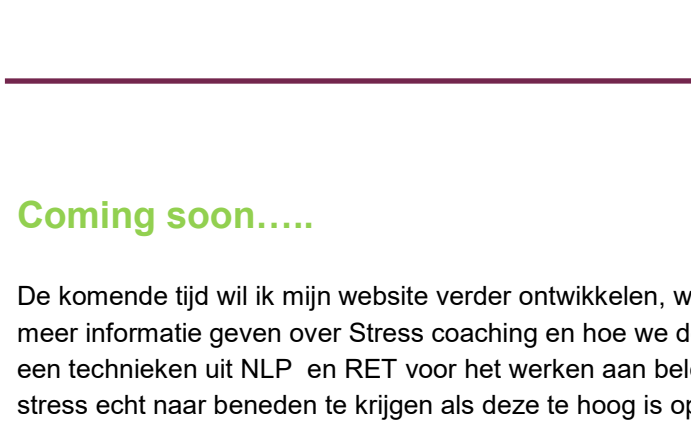 Coming soon…..
De komende tijd wil ik mijn website verder ontwikkelen,
meer informatie geven over Stress coaching en hoe we
een technieken uit NLP en RET voor het werken aan
stress echt naar beneden te krijgen als deze te hoog is